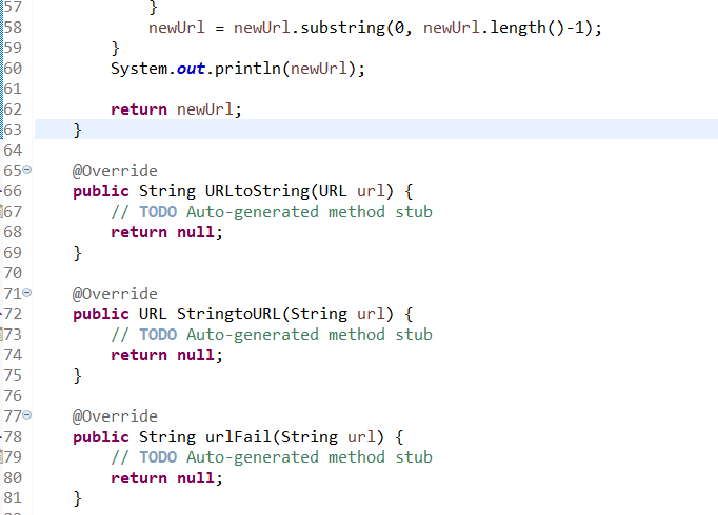 57 }
58 newUrl = newUrl.substring(0, newUrl.length()-1);
59 }
60 System.out.println(newUrl);
61
62 return newUrl;
63 }
64
65 @Override
66 public String URLtoString(URL url) {
67 // TODO Auto-generated method stub
68 return null;
69 }
70
71 @Override
72 public URL StringtoURL(String url) {
73 // TODO Auto-generated method stub
74 return null;
75 }
76
77 @Override
78 public String urlFail(String url) {
79 // TODO Auto-generated method stub
80 return null;
81 }